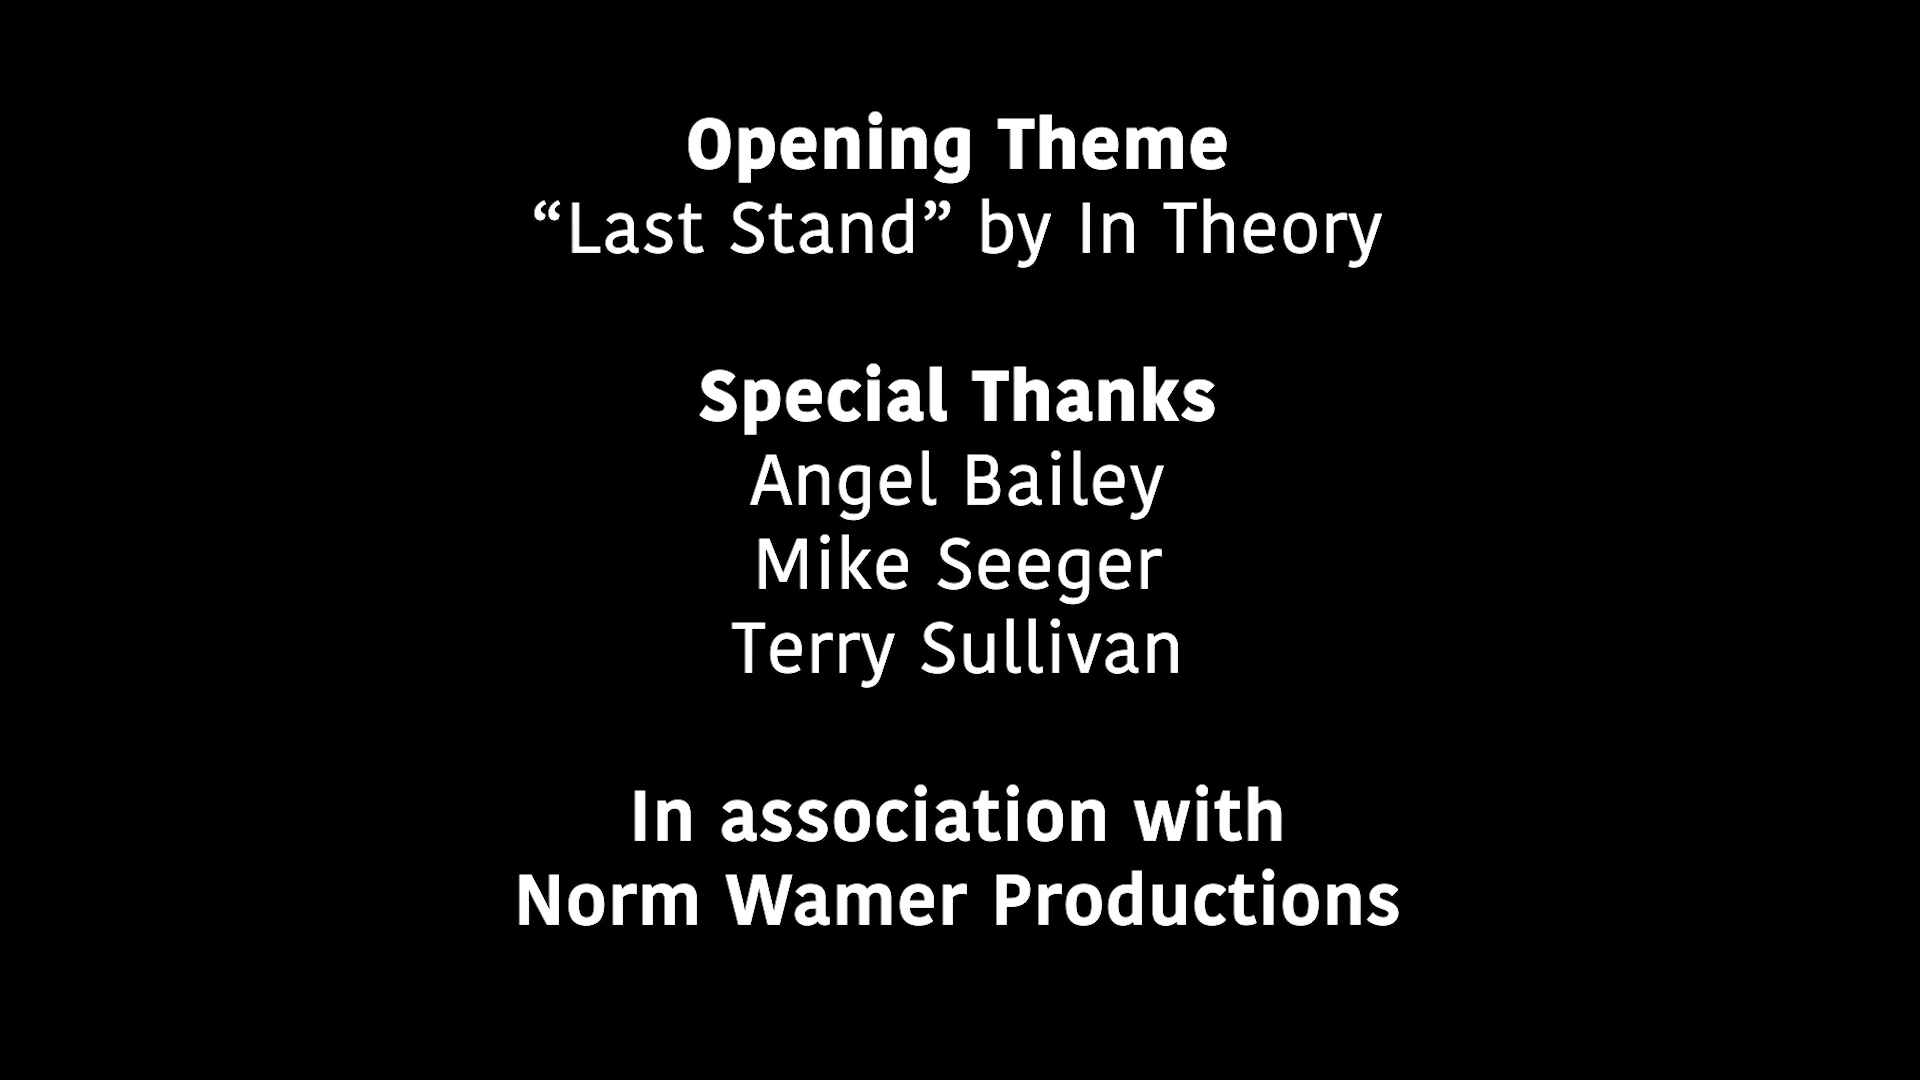 Opening Theme
“Last Stand” by In Theory
Special Thanks
Angel Bailey
Mike Seeger
Terry Sullivan
In association with
Norm Wamer Productions